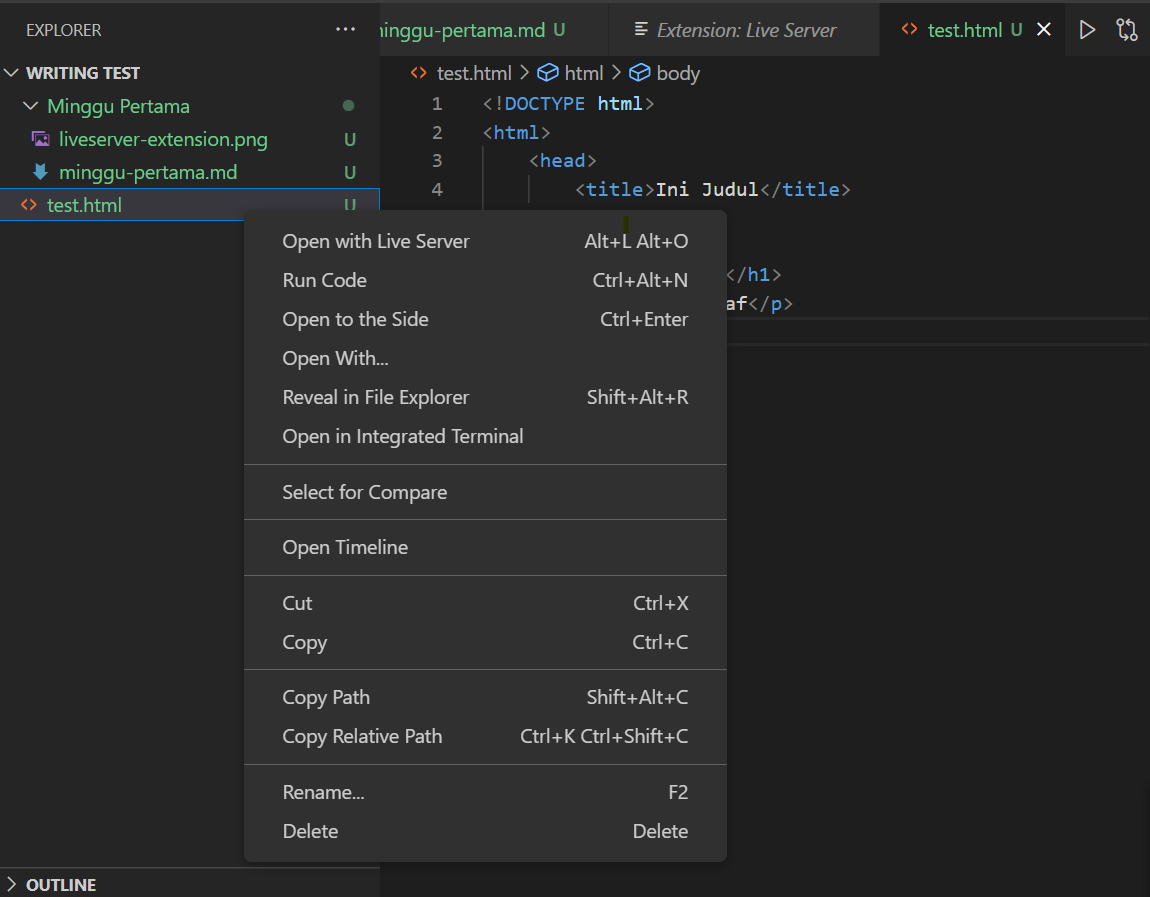 EXPLORER
WRITING TEST
Minggu Pertama
liveserver-extension.png U
minggu-pertama.md U
test.html U
OUTLINE
inggu-pertama.md U
Extension: Live Server
test.html U
test.html > html > body
1 <!DOCTYPE html>
2 <html>
3 <head>
4 <title>Ini Judul</title>
</h1>
af</p>
Open with Live Server Alt+L Alt+O
Run Code Ctrl+Alt+N
Open to the Side Ctrl+Enter
Open With...
Reveal in File Explorer Shift+Alt+R
Open in Integrated Terminal
Select for Compare
Open Timeline
Cut Ctrl+X
Copy Ctrl+C
Copy Path Shift+Alt+C
Copy Relative Path Ctrl+K Ctrl+Shift+C
Rename... F2
Delete Delete